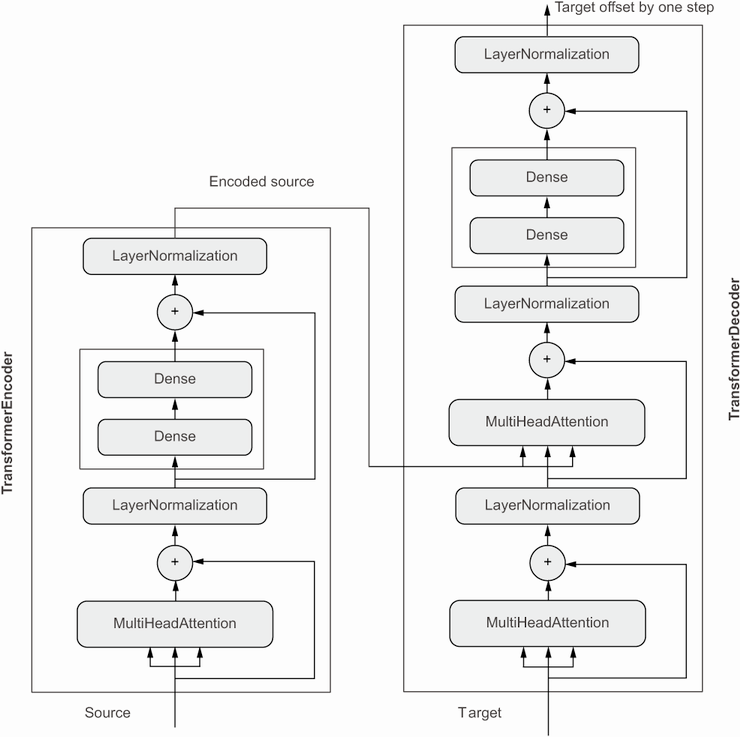 Target offset by one step
LayerNormalization
+
Dense
Dense
LayerNormalization
+
MultiHeadAttention
LayerNormalization
+
MultiHeadAttention
Target
TransformerDecoder
Encoded source
LayerNormalization
+
Dense
Dense
LayerNormalization
+
MultiHeadAttention
Source
TransformerEncoder